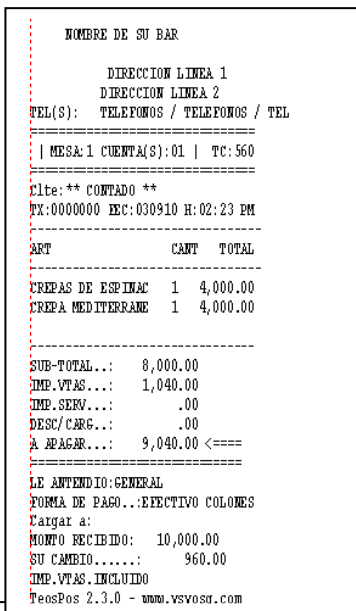 NOMBRE DE SU BAR
DIRECCION LINEA 1
DIRECCION LINEA 2
TEL(S): TELEFONOS / TELEFONOS / TEL
================================
| MESA:1 CUENTA(S):01 | TC:560
================================
Clte:** CONTADO **
TX:0000000 FEC:030910 H:02:23 PM
---------------------------------
ART CANT TOTAL
---------------------------------
CREPAS DE ESPINAC 1 4,000.00
CREPA MEDITERRANE 1 4,000.00
--------------------------------
SUB-TOTAL..: 8,000.00
IMP.VTAS...: 1,040.00
IMP.SERV...: .00
DESC/CARG..: .00
A APAGAR...: 9,040.00 <====
==============================
LE ANTENDIO:GENERAL
FORMA DE PAGO..:EFECTIVO COLONES
Cargar a:
MONTO RECIBIDO: 10,000.00
SU CAMBIO......: 960.00
IMP.VTAS.INCLUIDO
TeosPos 2.3.0 - www.vsvosg.com